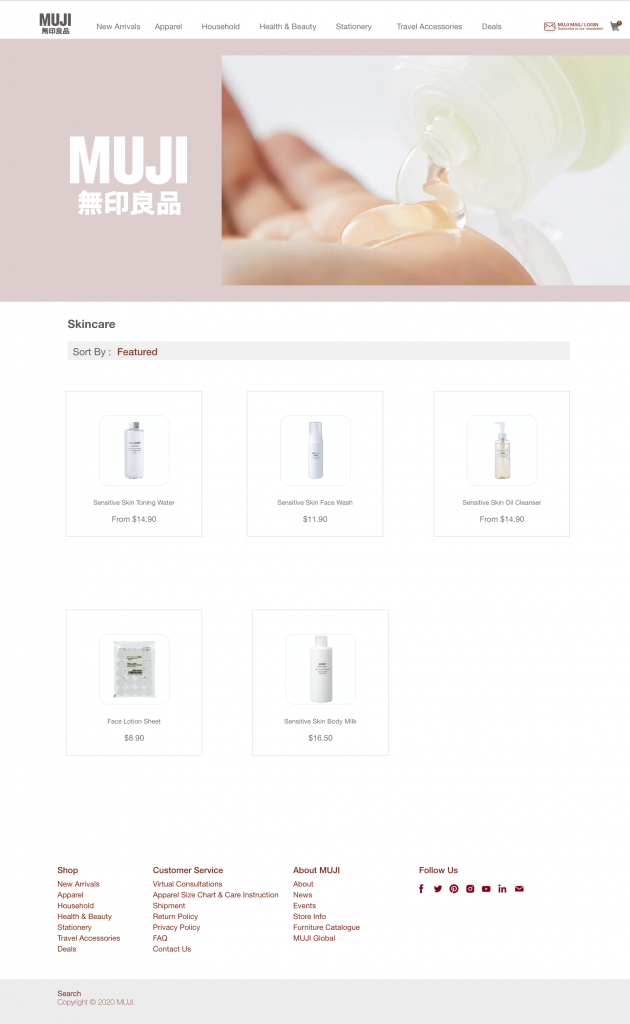 MUJI
無印良品
New Arrivals
Apparel
Household
Health & Beauty
Stationery
Travel Accessories
Deals
MUJI MAIL/ LOGIN
Subscribe to our newsletter!
MUJI
無印良品
Skincare
Sort By : Featured
Sensitive Skin Toning Water
From $14.90
Sensitive Skin Face Wash
$11.90
Sensitive Skin Oil Cleanser
From $14.90
Face Lotion Sheet
$8.90
Sensitive Skin Body Milk
$16.50
Shop
New Arrivals
Apparel
Household
Health & Beauty
Stationery
Travel Accessories
Deals
Customer Service
Virtual Consultations
Apparel Size Chart & Care Instruction
Shipment
Return Policy
Privacy Policy
FAQ
Contact Us
About MUJI
About
News
Events
Store Info
Furniture Catalogue
MUJI Global
Follow Us
Search
Copyright © 2020 MUJI.